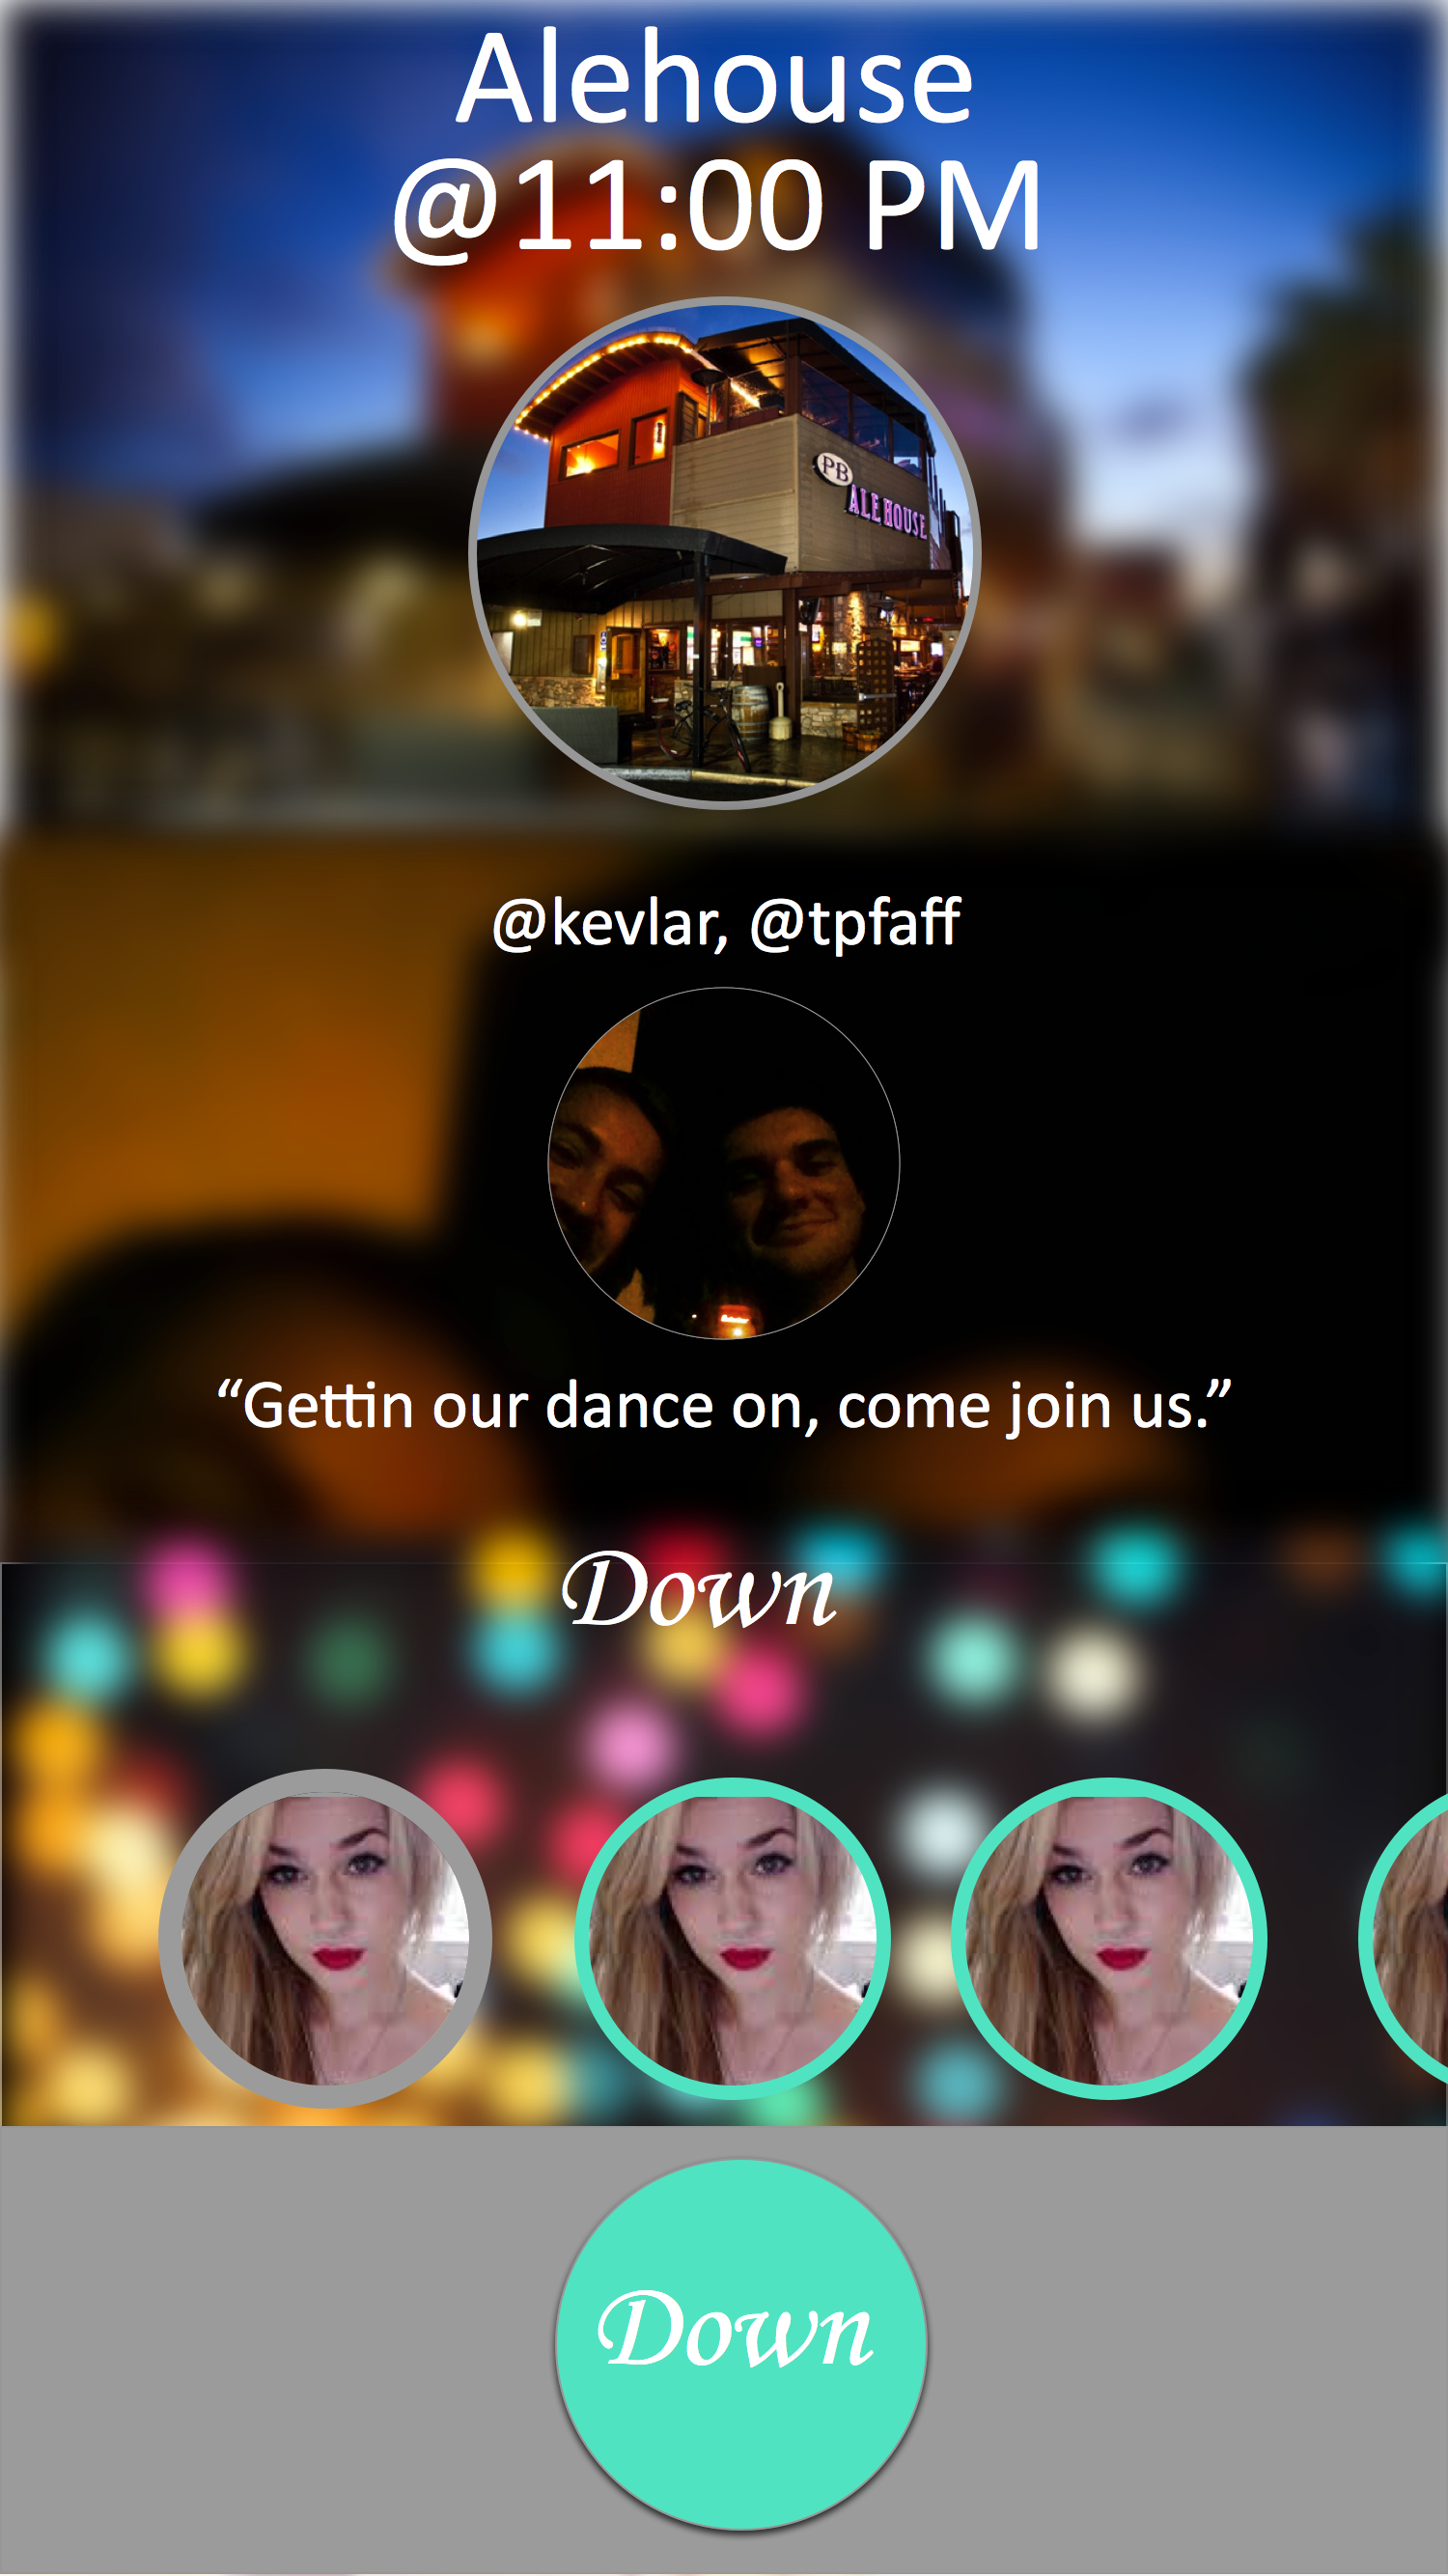 Alehouse
@11:00 PM
PB
ALE HOUSE
@kevlar, @tpfaff
“Gettin our dance on, come join us.”
Down
Down